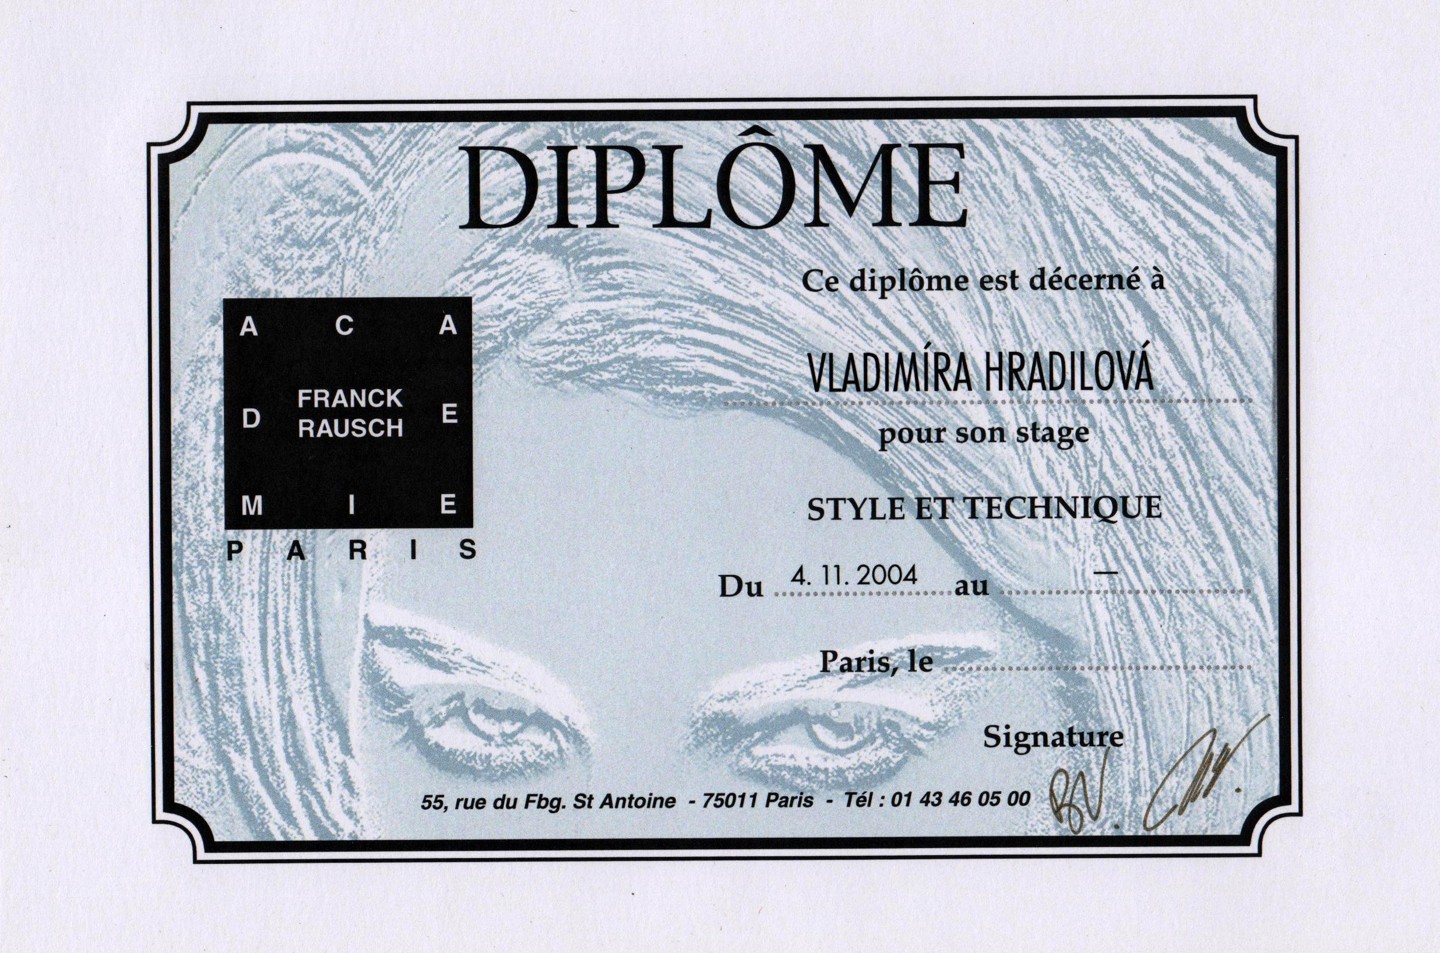 DIPLÔME
Ce diplôme est décerné à
VLADIMÍRA HRADILOVÁ
pour son stage
STYLE ET TECHNIQUE
Du 4. 11. 2004 au —
Paris, le
Signature
A C A
D FRANCK E
RAUSCH
M I E
P A R I S
55, rue du Fbg. St Antoine - 75011 Paris - Tél : 01 43 46 05 00